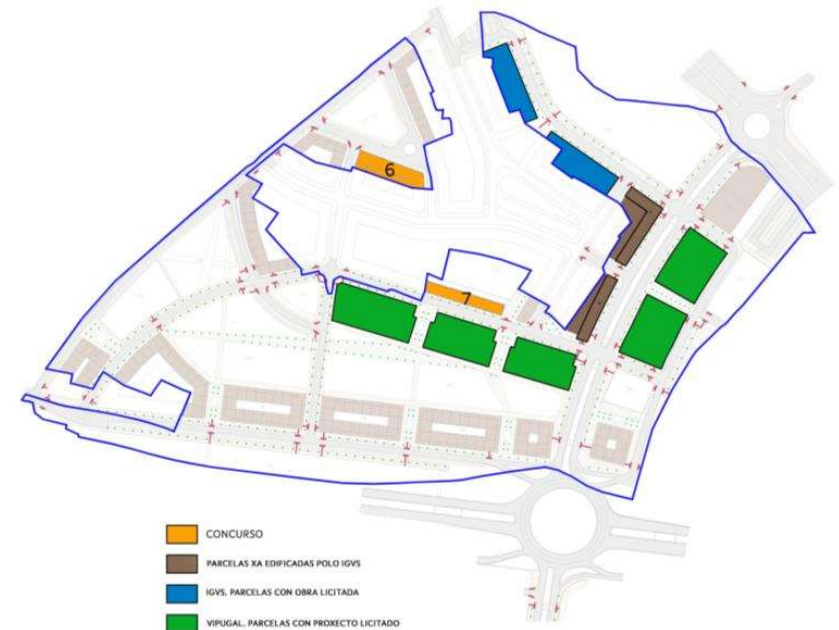 6
7
CONCURSO
PARCELAS XA EDIFICADAS POLO IGVS
IGVS, PARCELAS CON OBRA LICITADA
VIPUGAL, PARCELAS CON PROXECTO LICITADO